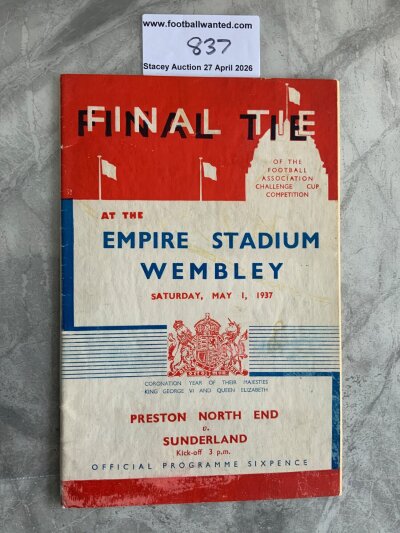 www.footballwanted.com
837
Stacey Auction 27 April 2026
FINAL TIE
OF THE
FOOTBALL
ASSOCIATION
CHALLENGE CUP
COMPETITION
AT THE
EMPIRE STADIUM
WEMBLEY
SATURDAY, MAY 1, 1937
CORONATION YEAR OF THEIR MAJESTIES
KING GEORGE VI AND QUEEN ELIZABETH
PRESTON NORTH END
v.
SUNDERLAND
Kick-off 3 p.m.
OFFICIAL PROGRAMME SIXPENCE